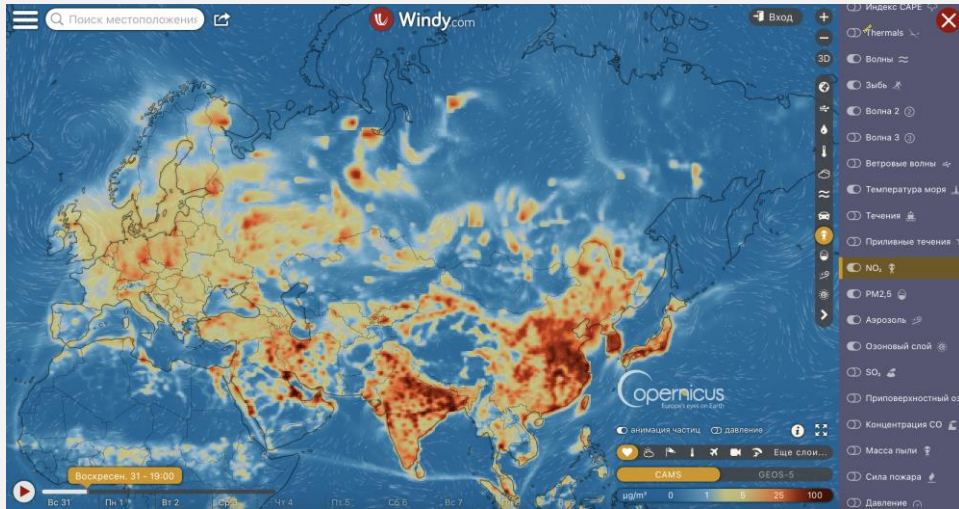 Поиск местоположения
Windy.com
Вход
3D
Индекс CAPE
Thermals
Волны
Зыбь
Волна 2
Волна 3
Ветровые волны
Температура моря
Течения
Приливные течения
NO₂
PM2,5
Аэрозоль
Озоновый слой
SO₂
Приповерхностный оз
Концентрация CO
Масса пыли
Сила пожара
Давление
opernicus
Europe's eyes on Earth
анимация частиц давление
Еще слои...
CAMS GEOS-5
µg/m³ 0 1 5 25 100
Воскресен. 31 - 19:00
Вс 31 Пн 1 Вт 2 Ср 3 Чт 4 Пт 5 Сб 6 Вс 7